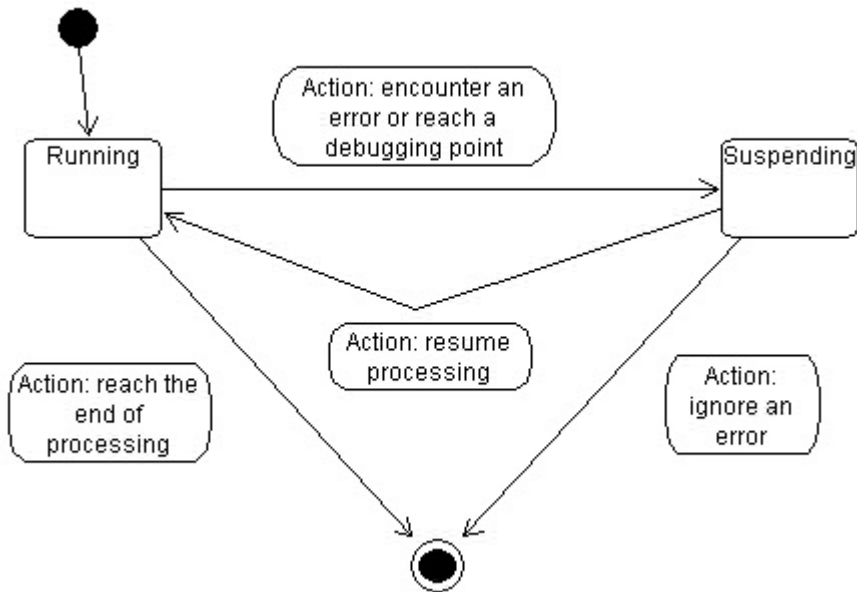 Action: encounter an
error or reach a
debugging point
Running
Suspending
Action: resume
processing
Action: reach the
end of
processing
Action:
ignore an
error